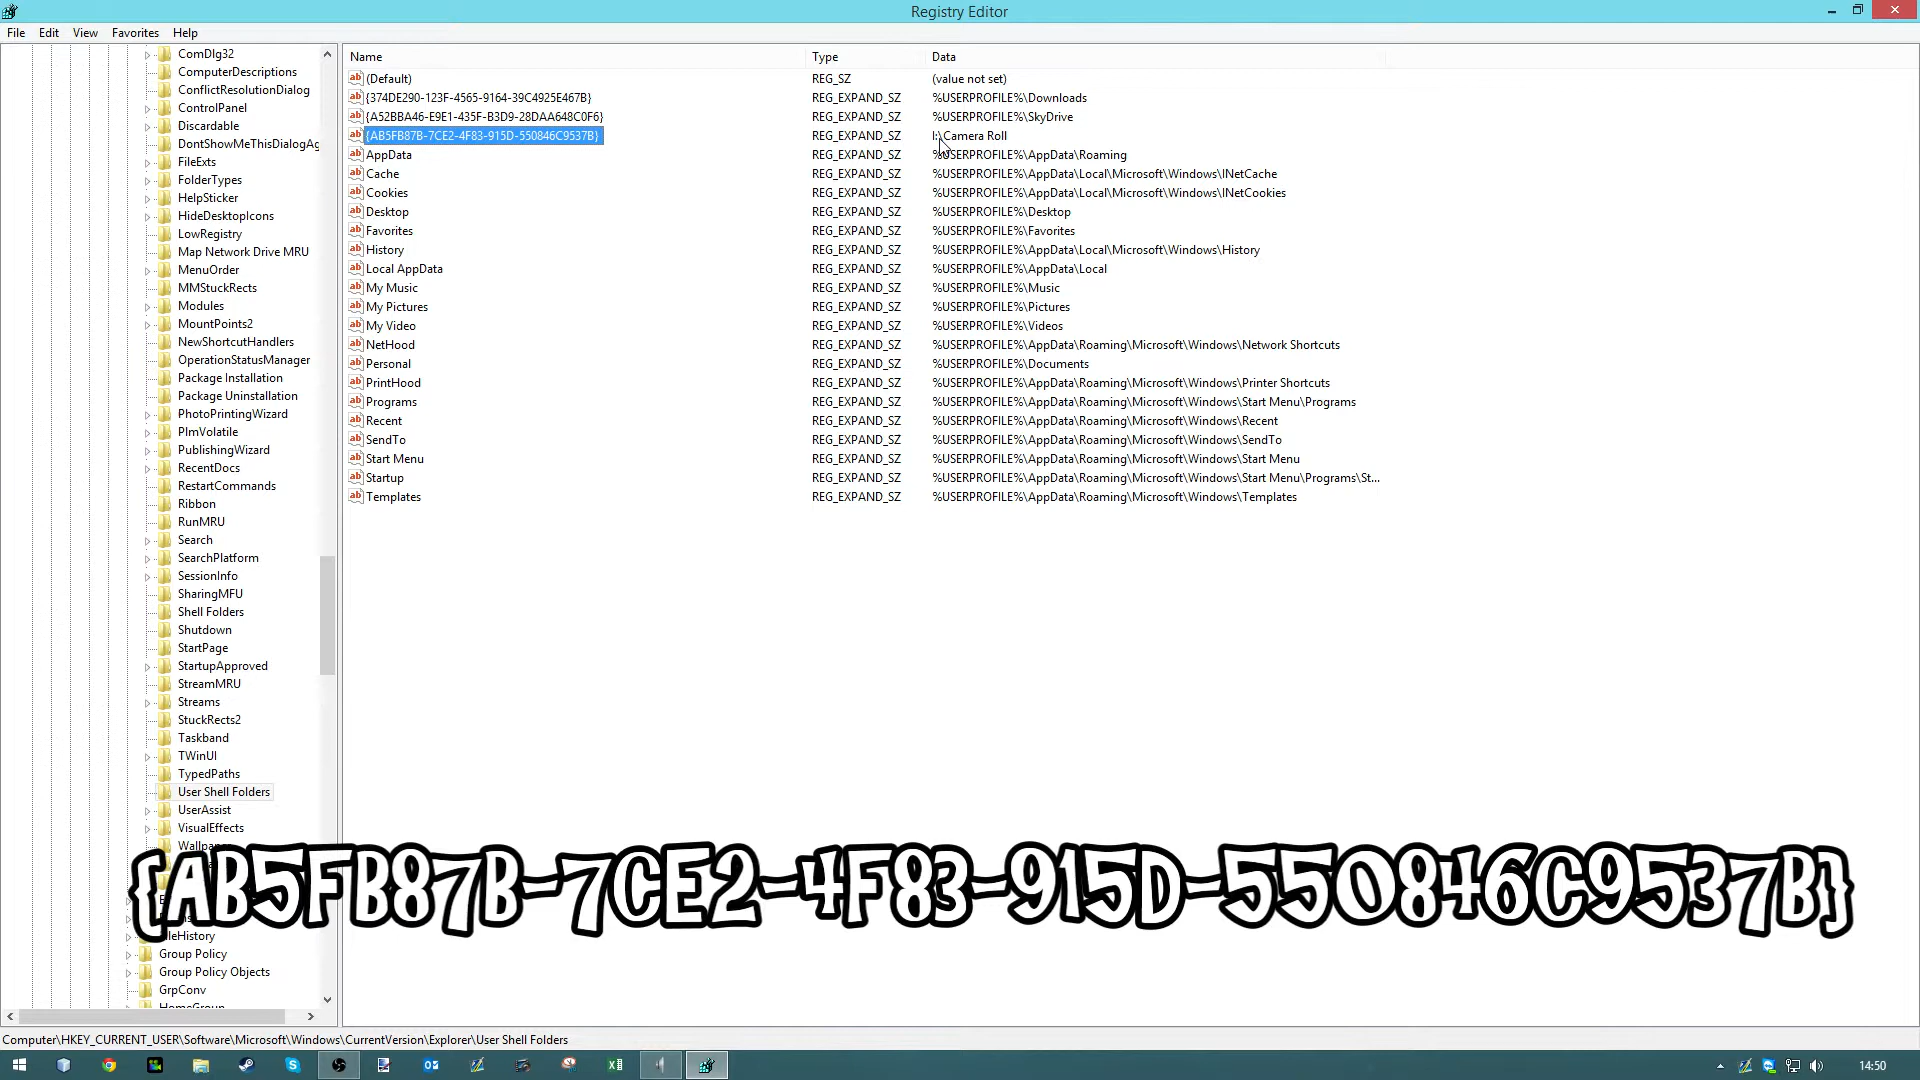 Registry Editor
File Edit View Favorites Help
ComDlg32
ComputerDescriptions
ConflictResolutionDialog
ControlPanel
Discardable
DontShowMeThisDialogAg
FileExts
FolderTypes
HelpSticker
HideDesktopIcons
LowRegistry
Map Network Drive MRU
MenuOrder
MMStuckRects
Modules
MountPoints2
NewShortcutHandlers
OperationStatusManager
Package Installation
Package Uninstallation
PhotoPrintingWizard
PlmVolatile
PublishingWizard
RecentDocs
RestartCommands
Ribbon
RunMRU
Search
SearchPlatform
SessionInfo
SharingMFU
Shell Folders
Shutdown
StartPage
StartupApproved
StreamMRU
Streams
StuckRects2
Taskband
TWinUI
TypedPaths
User Shell Folders
UserAssist
VisualEffects
Group Policy
Group Policy Objects
GrpConv
Name Type Data
(Default) REG_SZ (value not set)
{374DE290-123F-4565-9164-39C4925E467B} REG_EXPAND_SZ %USERPROFILE%\Downloads
{A52BBA46-E9E1-435F-B3D9-28DAA648C0F6} REG_EXPAND_SZ %USERPROFILE%\SkyDrive
{AB5FB87B-7CE2-4F83-915D-550846C9537B} REG_EXPAND_SZ I:\Camera Roll
AppData REG_EXPAND_SZ %USERPROFILE%\AppData\Roaming
Cache REG_EXPAND_SZ %USERPROFILE%\AppData\Local\Microsoft\Windows\INetCache
Cookies REG_EXPAND_SZ %USERPROFILE%\AppData\Local\Microsoft\Windows\INetCookies
Desktop REG_EXPAND_SZ %USERPROFILE%\Desktop
Favorites REG_EXPAND_SZ %USERPROFILE%\Favorites
History REG_EXPAND_SZ %USERPROFILE%\AppData\Local\Microsoft\Windows\History
Local AppData REG_EXPAND_SZ %USERPROFILE%\AppData\Local
My Music REG_EXPAND_SZ %USERPROFILE%\Music
My Pictures REG_EXPAND_SZ %USERPROFILE%\Pictures
My Video REG_EXPAND_SZ %USERPROFILE%\Videos
NetHood REG_EXPAND_SZ %USERPROFILE%\AppData\Roaming\Microsoft\Windows\Network Shortcuts
Personal REG_EXPAND_SZ %USERPROFILE%\Documents
PrintHood REG_EXPAND_SZ %USERPROFILE%\AppData\Roaming\Microsoft\Windows\Printer Shortcuts
Programs REG_EXPAND_SZ %USERPROFILE%\AppData\Roaming\Microsoft\Windows\Start Menu\Programs
Recent REG_EXPAND_SZ %USERPROFILE%\AppData\Roaming\Microsoft\Windows\Recent
SendTo REG_EXPAND_SZ %USERPROFILE%\AppData\Roaming\Microsoft\Windows\SendTo
Start Menu REG_EXPAND_SZ %USERPROFILE%\AppData\Roaming\Microsoft\Windows\Start Menu
Startup REG_EXPAND_SZ %USERPROFILE%\AppData\Roaming\Microsoft\Windows\Start Menu\Programs\St...
Templates REG_EXPAND_SZ %USERPROFILE%\AppData\Roaming\Microsoft\Windows\Templates
{AB5FB87B-7CE2-4F83-915D-550846C9537B}
Computer\HKEY_CURRENT_USER\Software\Microsoft\Windows\CurrentVersion\Explorer\User Shell Folders
14:50